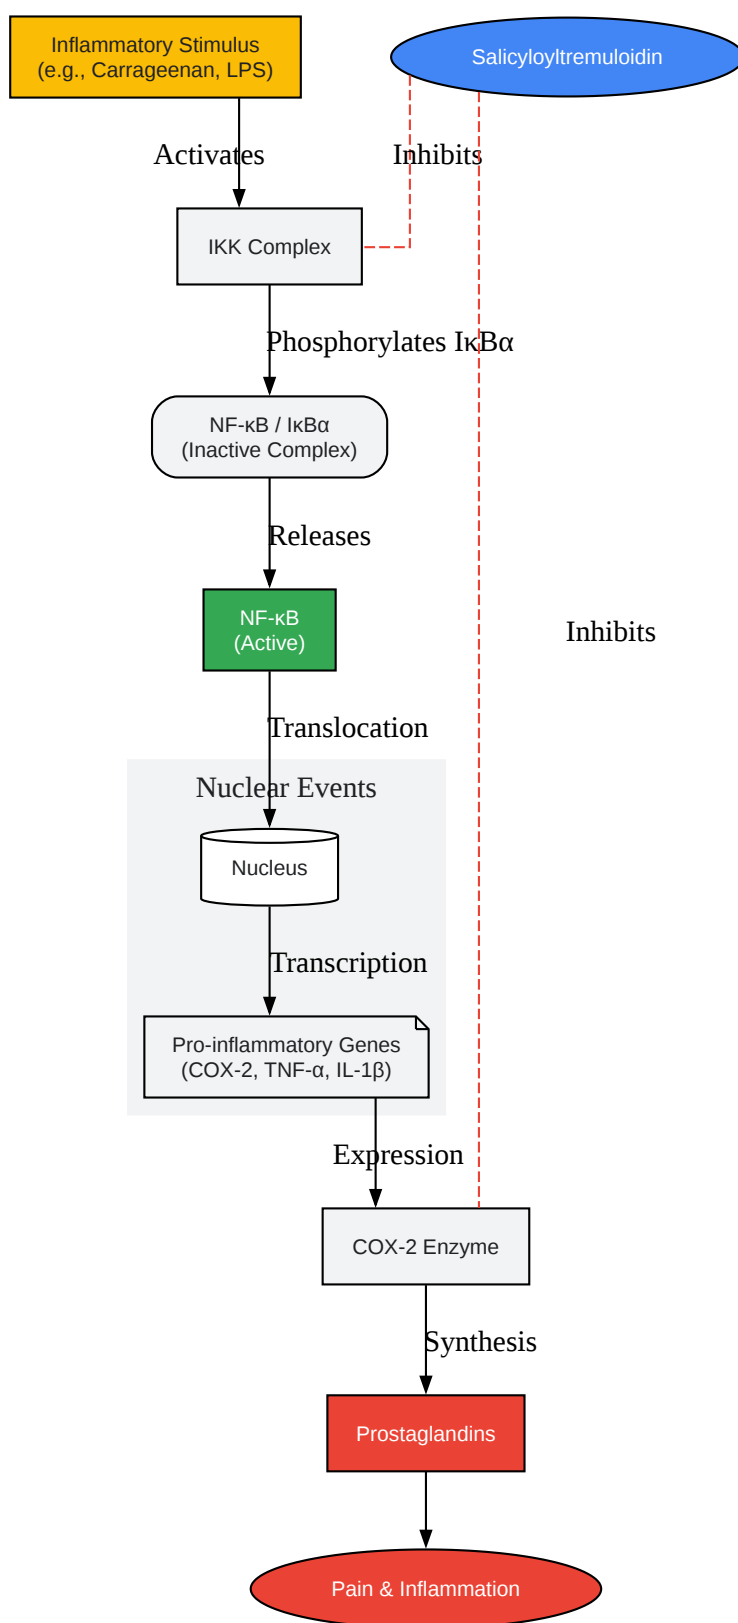 Inflammatory Stimulus
(e.g., Carrageenan, LPS)
Salicyloyltremuloidin
Activates
Inhibits
IKK Complex
Phosphorylates IκBα
NF-κB / IκBα
(Inactive Complex)
Releases
NF-κB
(Active)
Inhibits
Translocation
Nuclear Events
Nucleus
Transcription
Pro-inflammatory Genes
(COX-2, TNF-α, IL-1β)
Expression
COX-2 Enzyme
Synthesis
Prostaglandins
Pain & Inflammation